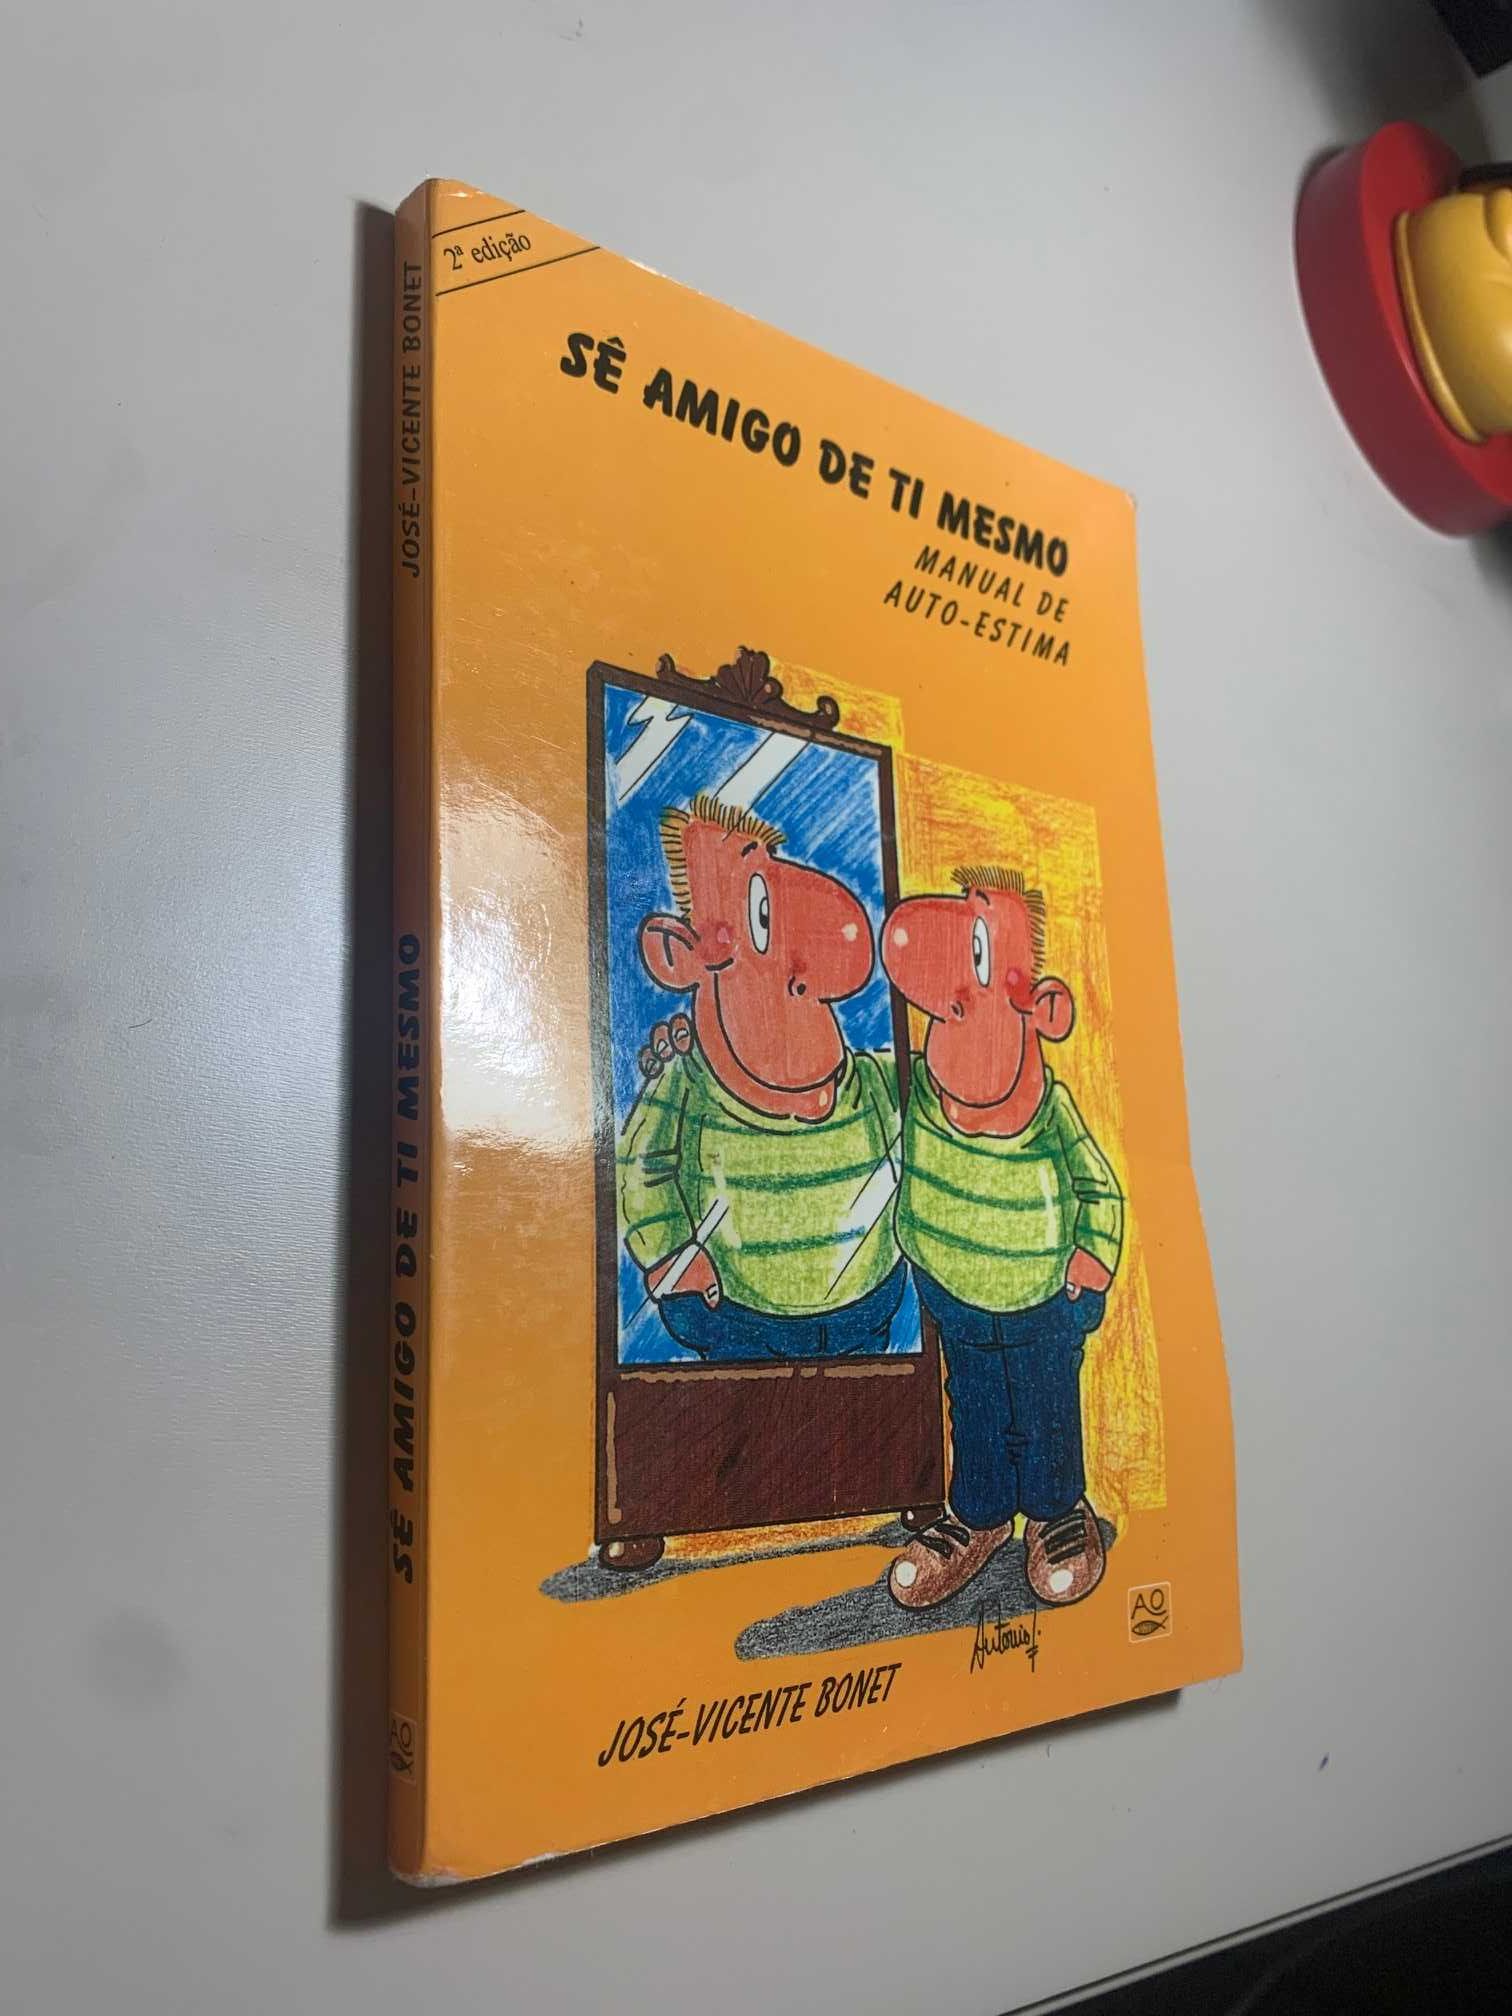 2ª edição
SÊ AMIGO DE TI MESMO
MANUAL DE
AUTO-ESTIMA
Antonio J.
AO
JOSÉ-VICENTE BONET
JOSÉ-VICENTE BONET
SÊ AMIGO DE TI MESMO
AO